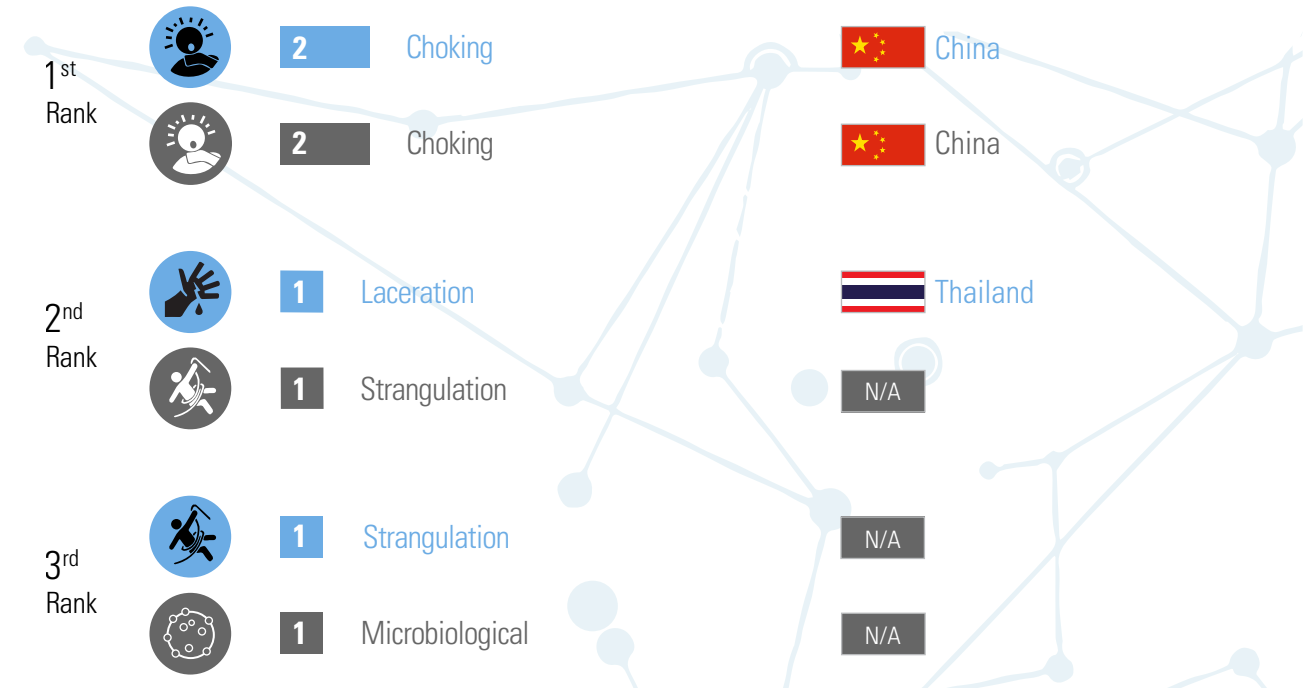 2 Choking China
1st
Rank
2 Choking China
1 Laceration Thailand
2nd
Rank
1 Strangulation N/A
1 Strangulation N/A
3rd
Rank
1 Microbiological N/A